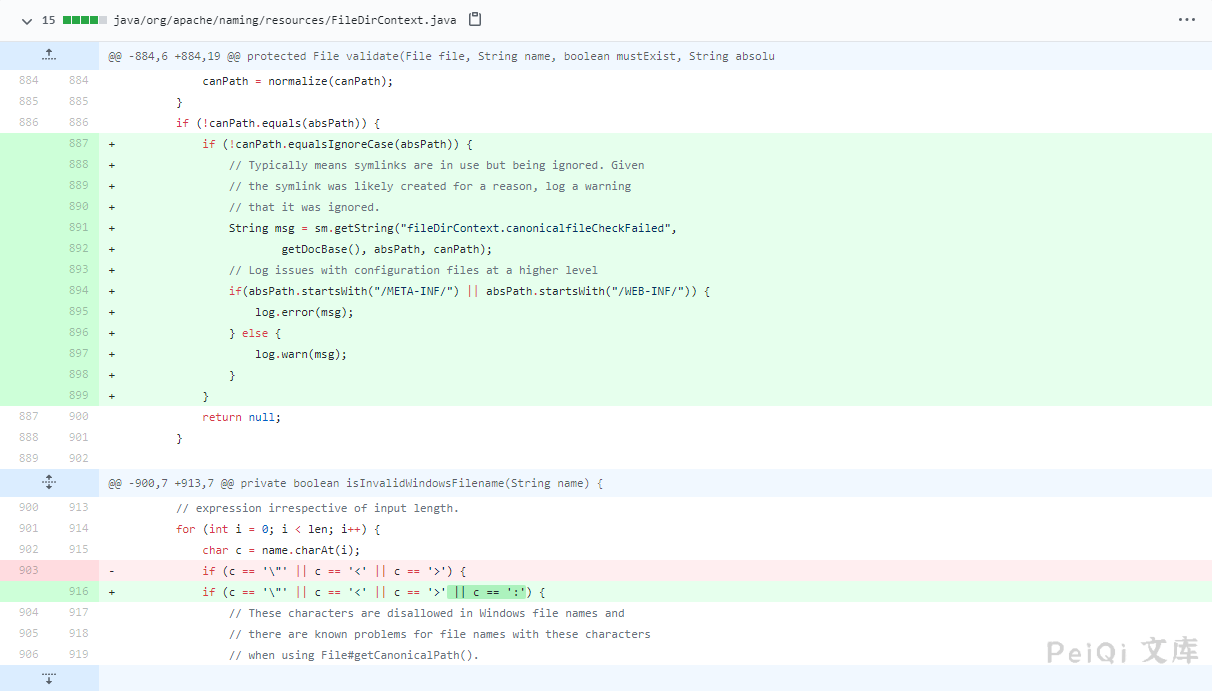 15 java/org/apache/naming/resources/FileDirContext.java
@@ -884,6 +884,19 @@ protected File validate(File file, String name, boolean mustExist, String absolu
884 884 canPath = normalize(canPath);
885 885 }
886 886 if (!canPath.equals(absPath)) {
887 + if (!canPath.equalsIgnoreCase(absPath)) {
888 + // Typically means symlinks are in use but being ignored. Given
889 + // the symlink was likely created for a reason, log a warning
890 + // that it was ignored.
891 + String msg = sm.getString("fileDirContext.canonicalfileCheckFailed",
892 + getDocBase(), absPath, canPath);
893 + // Log issues with configuration files at a higher level
894 + if(absPath.startsWith("/META-INF/") || absPath.startsWith("/WEB-INF/")) {
895 + log.error(msg);
896 + } else {
897 + log.warn(msg);
898 + }
899 + }
887 900 return null;
888 901 }
889 902
@@ -900,7 +913,7 @@ private boolean isInvalidWindowsFilename(String name) {
900 913 // expression irrespective of input length.
901 914 for (int i = 0; i < len; i++) {
902 915 char c = name.charAt(i);
903 - if (c == '\"' || c == '<' || c == '>') {
916 + if (c == '\"' || c == '<' || c == '>' || c == ':') {
904 917 // These characters are disallowed in Windows file names and
905 918 // there are known problems for file names with these characters
906 919 // when using File#getCanonicalPath().
PeiQi 文库